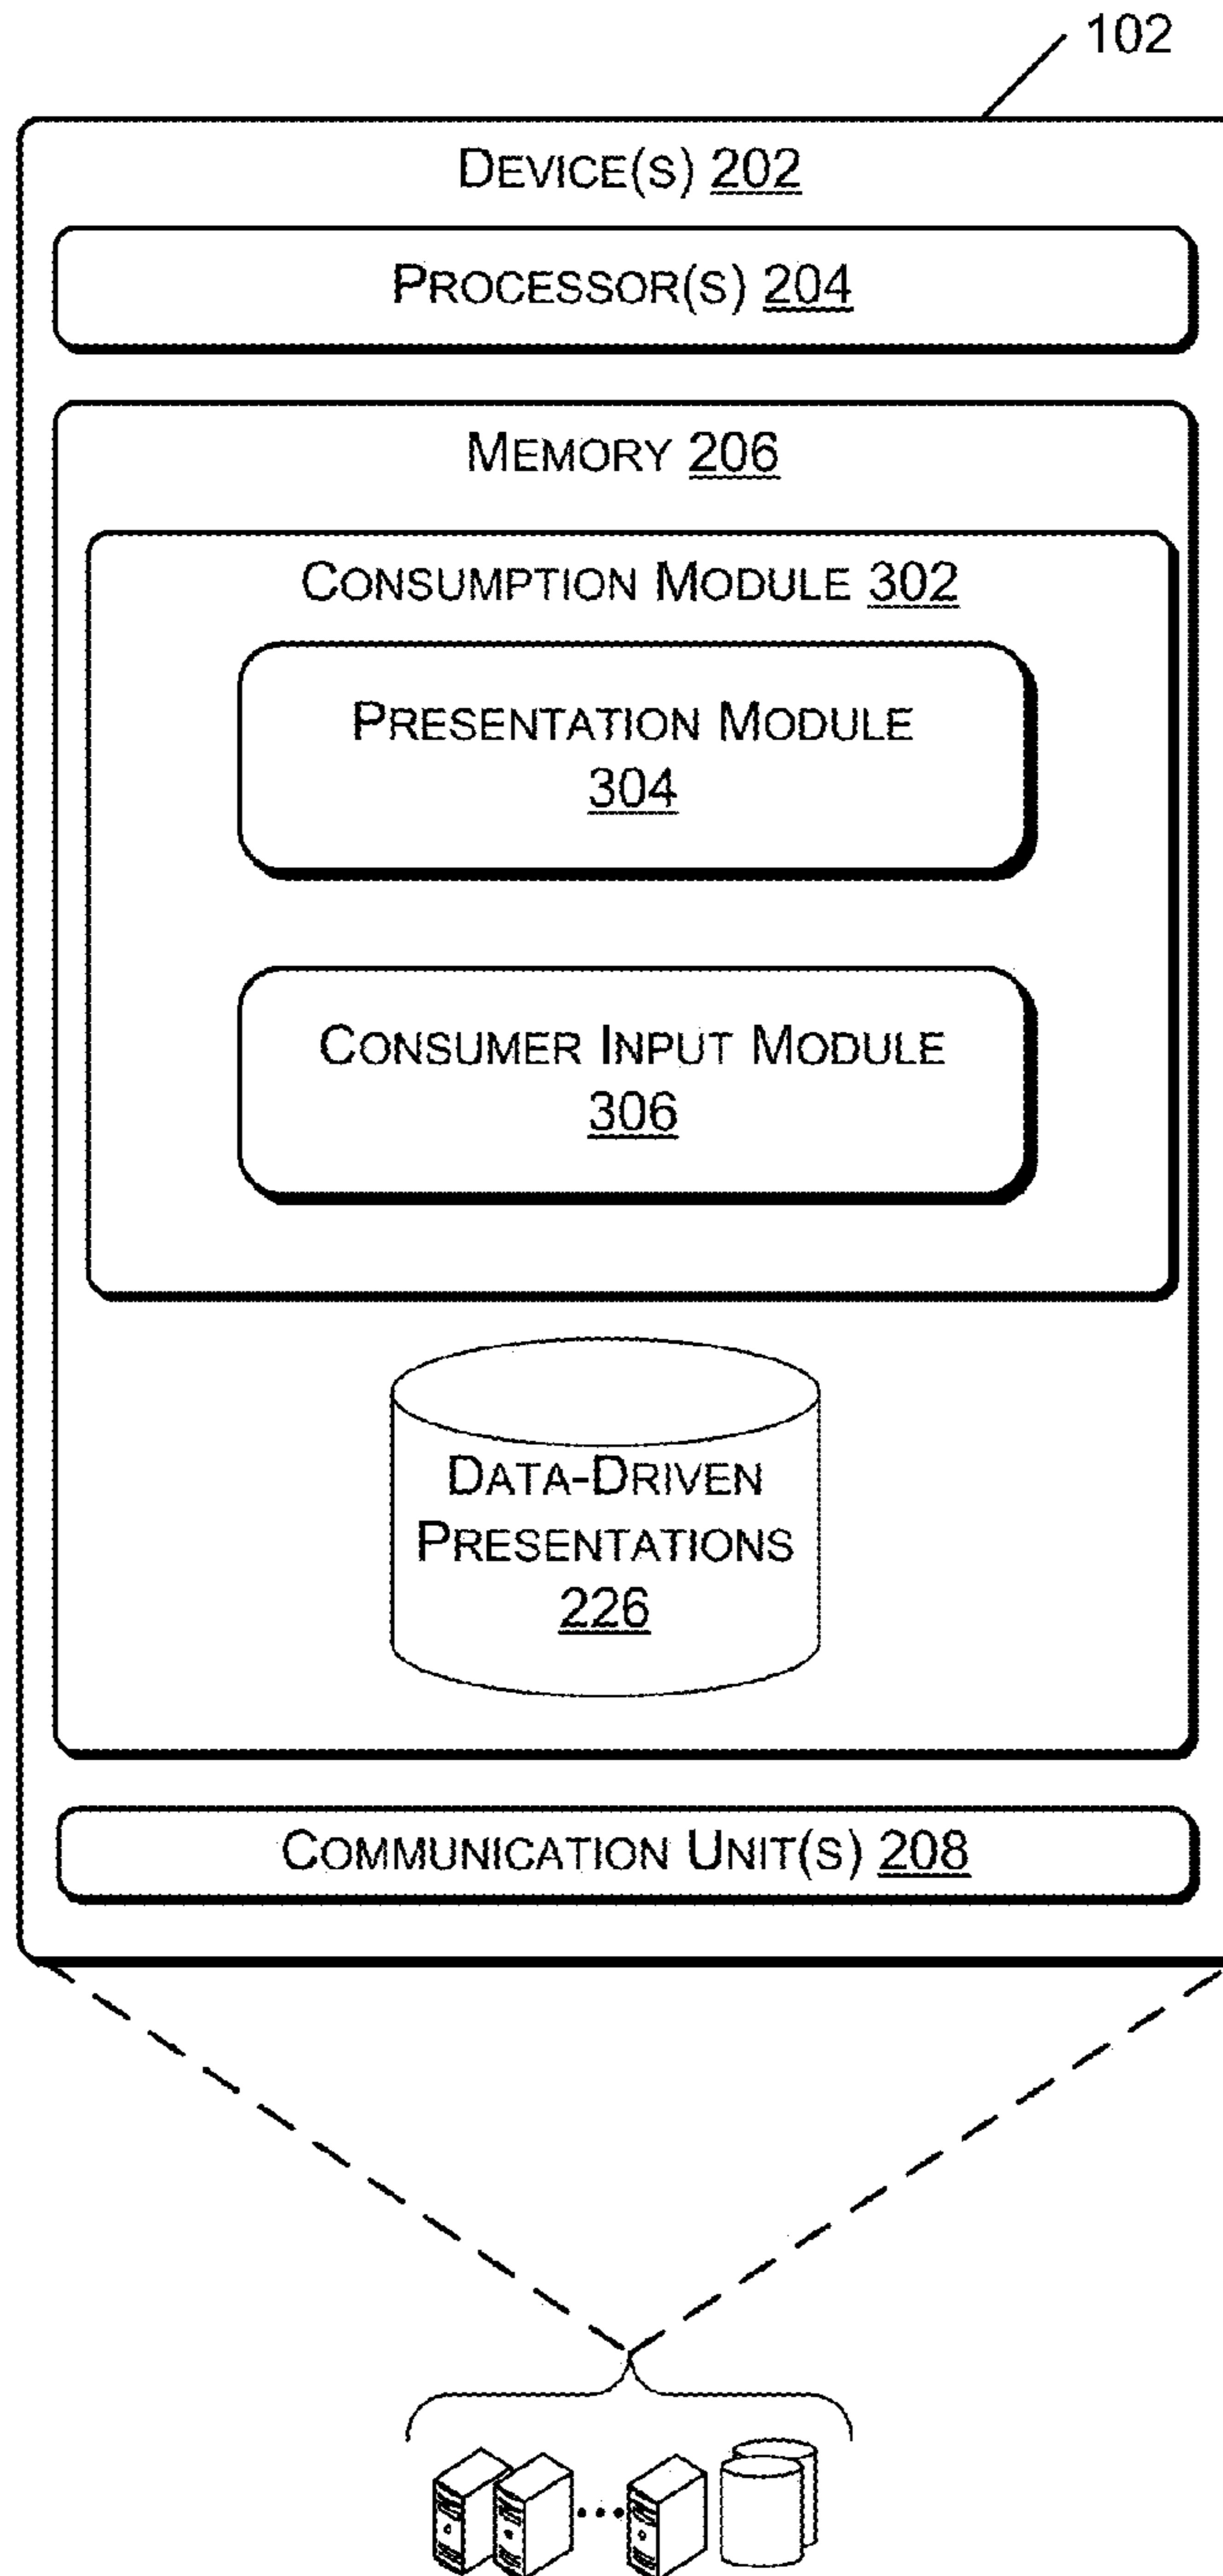 102
DEVICE(S) 202
PROCESSOR(S) 204
MEMORY 206
CONSUMPTION MODULE 302
PRESENTATION MODULE
304
CONSUMER INPUT MODULE
306
DATA-DRIVEN
PRESENTATIONS
226
COMMUNICATION UNIT(S) 208